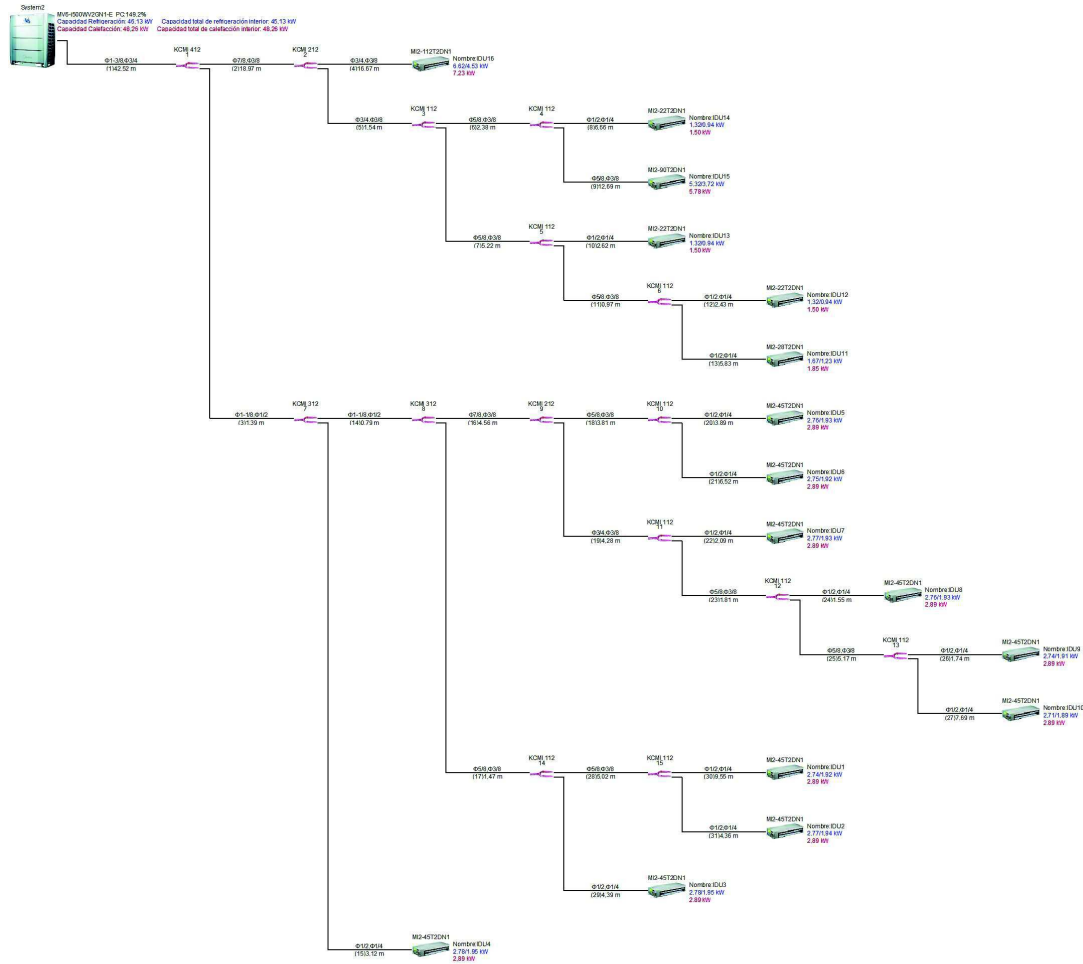 System2
MV6-i500WV2GN1-E PC:149.2%
Capacidad Refrigeración: 45.13 kW Capacidad total de refrigeración interior: 45.13 kW
Capacidad Calefacción: 48.26 kW Capacidad total de calefacción interior: 48.26 kW
Φ1-3/8,Φ3/4
(1)42.52 m
KCMI 412
1
Φ7/8,Φ3/8
(2)18.97 m
KCMI 212
2
Φ3/4,Φ3/8
(4)16.67 m
MI2-112T2DN1
Nombre:IDU16
6.62/4.53 kW
7.23 kW
Φ3/4,Φ3/8
(5)1.54 m
KCMI 112
3
Φ5/8,Φ3/8
(6)2.38 m
KCMI 112
4
Φ1/2,Φ1/4
(8)6.66 m
MI2-22T2DN1
Nombre:IDU14
1.32/0.94 kW
1.50 kW
Φ5/8,Φ3/8
(9)12.69 m
MI2-90T2DN1
Nombre:IDU15
5.32/3.72 kW
5.78 kW
Φ5/8,Φ3/8
(7)5.22 m
KCMI 112
5
Φ1/2,Φ1/4
(10)2.62 m
MI2-22T2DN1
Nombre:IDU13
1.32/0.94 kW
1.50 kW
Φ5/8,Φ3/8
(11)0.97 m
KCMI 112
6
Φ1/2,Φ1/4
(12)2.43 m
MI2-22T2DN1
Nombre:IDU12
1.32/0.94 kW
1.50 kW
Φ1/2,Φ1/4
(13)5.83 m
MI2-28T2DN1
Nombre:IDU11
1.67/1.23 kW
1.85 kW
Φ1-1/8,Φ1/2
(3)1.39 m
KCMI 312
7
Φ1-1/8,Φ1/2
(14)0.79 m
KCMI 312
8
Φ7/8,Φ3/8
(16)4.56 m
KCMI 212
9
Φ5/8,Φ3/8
(18)3.81 m
KCMI 112
10
Φ1/2,Φ1/4
(20)3.89 m
MI2-45T2DN1
Nombre:IDU5
2.76/1.93 kW
2.89 kW
Φ1/2,Φ1/4
(21)6.52 m
MI2-45T2DN1
Nombre:IDU6
2.75/1.92 kW
2.89 kW
Φ3/4,Φ3/8
(19)4.28 m
KCMI 112
11
Φ1/2,Φ1/4
(22)2.09 m
MI2-45T2DN1
Nombre:IDU7
2.77/1.93 kW
2.89 kW
Φ5/8,Φ3/8
(23)1.81 m
KCMI 112
12
Φ1/2,Φ1/4
(24)1.55 m
MI2-45T2DN1
Nombre:IDU8
2.76/1.93 kW
2.89 kW
Φ5/8,Φ3/8
(25)5.17 m
KCMI 112
13
Φ1/2,Φ1/4
(26)1.74 m
MI2-45T2DN1
Nombre:IDU9
2.74/1.91 kW
2.89 kW
Φ1/2,Φ1/4
(27)7.69 m
MI2-45T2DN1
Nombre:IDU10
2.71/1.89 kW
2.89 kW
Φ5/8,Φ3/8
(17)1.47 m
KCMI 112
14
Φ5/8,Φ3/8
(28)5.02 m
KCMI 112
15
Φ1/2,Φ1/4
(30)9.55 m
MI2-45T2DN1
Nombre:IDU1
2.74/1.92 kW
2.89 kW
Φ1/2,Φ1/4
(31)4.36 m
MI2-45T2DN1
Nombre:IDU2
2.77/1.94 kW
2.89 kW
Φ1/2,Φ1/4
(29)4.39 m
MI2-45T2DN1
Nombre:IDU3
2.78/1.95 kW
2.89 kW
Φ1/2,Φ1/4
(15)3.12 m
MI2-45T2DN1
Nombre:IDU4
2.78/1.95 kW
2.89 kW